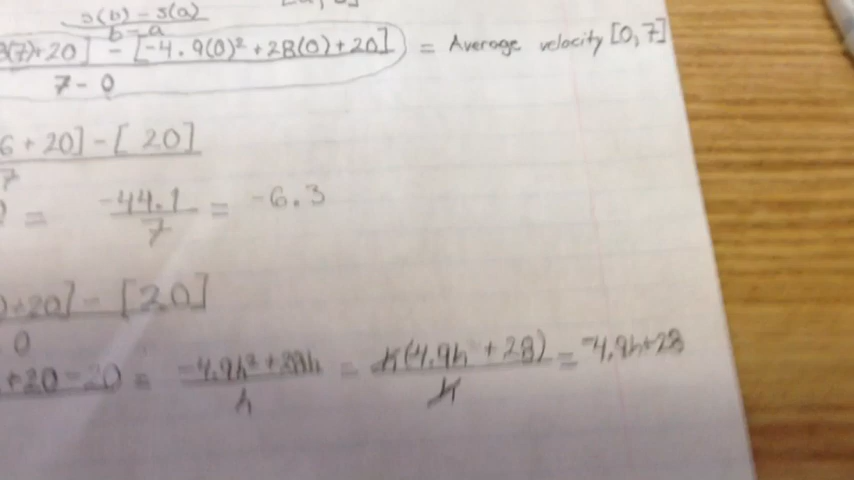 s(b) - s(a)
b - a
(7)+20] - [-4.9(0)² + 28(0) + 20] = Average velocity [0, 7]
7 - 0
6 + 20] - [20]
7
= -44.1 / 7 = -6.3
+20] - [20]
0
+20-20 = -4.9h² + 28h / h = h(4.9h + 28) / h = -4.9h+28